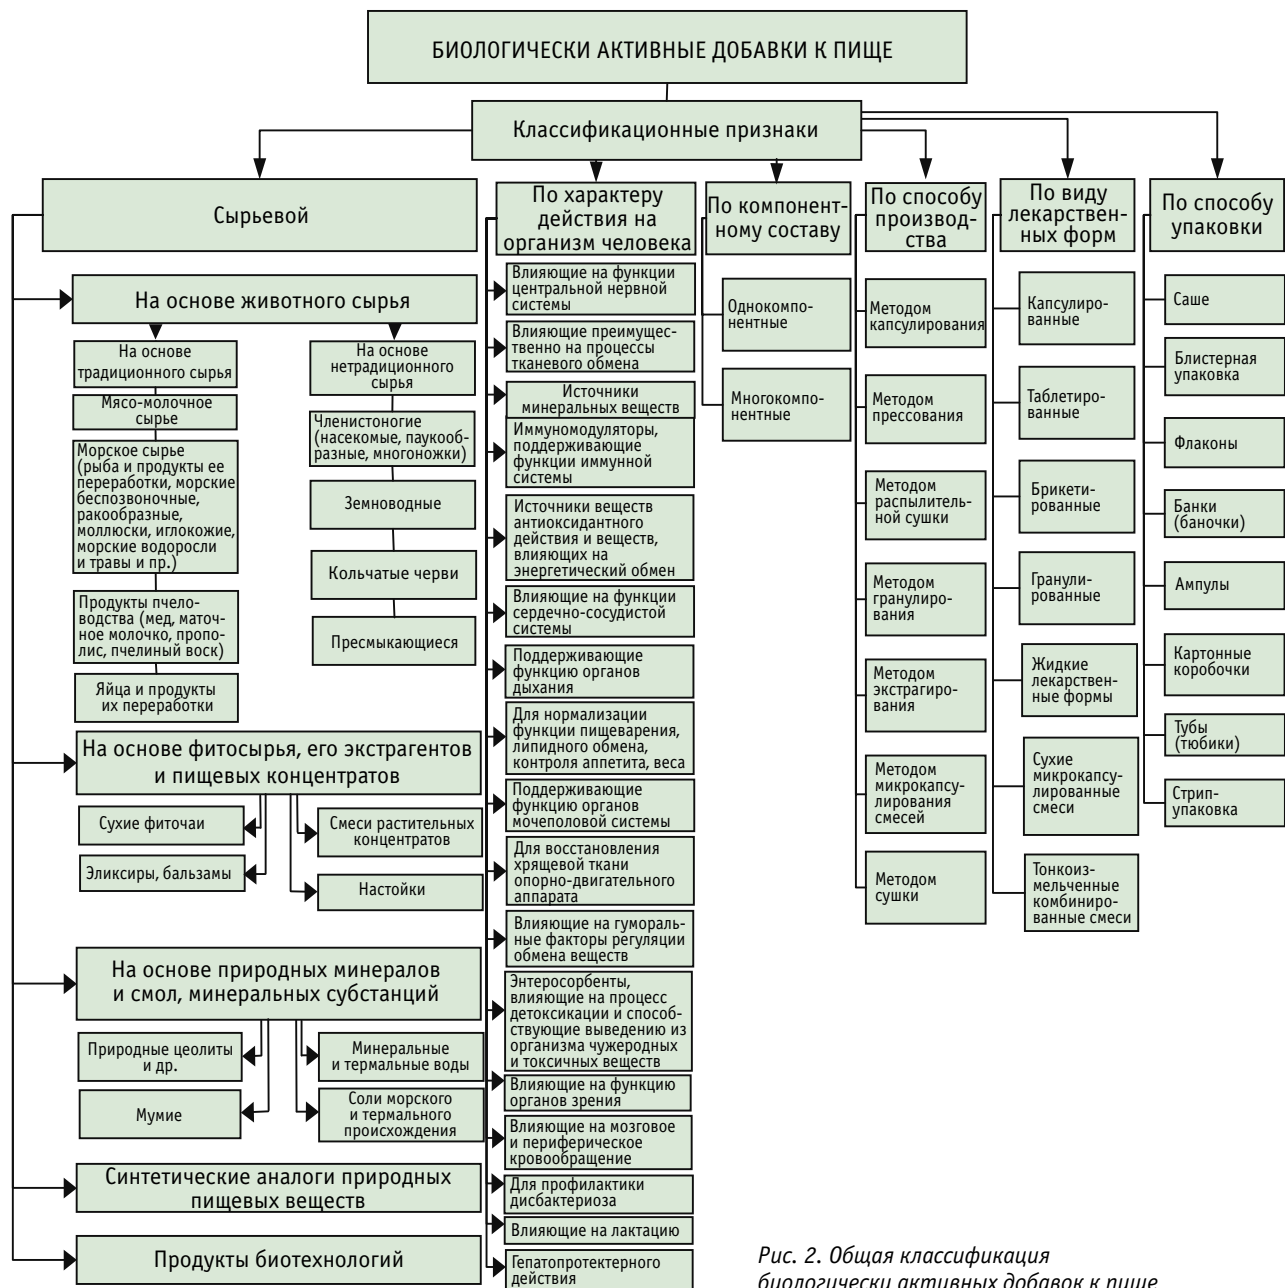 БИОЛОГИЧЕСКИ АКТИВНЫЕ ДОБАВКИ К ПИЩЕ
Классификационные признаки
Сырьевой
На основе животного сырья
На основе
традиционного сырья
Мясо-молочное
сырье
Морское сырье
(рыба и продукты ее
переработки, морские
беспозвоночные,
ракообразные,
моллюски, иглокожие,
морские водоросли
и травы и пр.)
Продукты пчело-
водства (мед, маточ-
ное молочко, пропо-
лис, пчелиный воск)
Яйца и продукты
их переработки
На основе
нетрадиционного
сырья
Членистоногие
(насекомые, паукооб-
разные, многоножки)
Земноводные
Кольчатые черви
Пресмыкающиеся
На основе фитосырья, его экстрагентов
и пищевых концентратов
Сухие фиточаи
Эликсиры, бальзамы
Смеси растительных
концентратов
Настойки
На основе природных минералов
и смол, минеральных субстанций
Природные цеолиты
и др.
Мумие
Минеральные
и термальные воды
Соли морского
и термального
происхождения
Синтетические аналоги природных
пищевых веществ
Продукты биотехнологий
По характеру
действия на
организм человека
Влияющие на функции
центральной нервной
системы
Влияющие преимущес-
твенно на процессы
тканевого обмена
Источники
минеральных веществ
Иммуномодуляторы,
поддерживающие
функции иммунной
системы
Источники веществ
антиоксидантного
действия и веществ,
влияющих на
энергетический обмен
Влияющие на функции
сердечно-сосудистой
системы
Поддерживающие
функцию органов
дыхания
Для нормализации
функции пищеварения,
липидного обмена,
контроля аппетита, веса
Поддерживающие
функцию органов
мочеполовой системы
Для восстановления
хрящевой ткани
опорно-двигательного
аппарата
Влияющие на гумораль-
ные факторы регуляции
обмена веществ
Энтеросорбенты,
влияющие на процесс
детоксикации и способ-
ствующие выведению из
организма чужеродных
и токсичных веществ
Влияющие на функцию
органов зрения
Влияющие на мозговое
и периферическое
кровообращение
Для профилактики
дисбактериоза
Влияющие на лактацию
Гепатопротектерного
действия
По компонент-
ному составу
Однокомпо-
нентные
Многокомпо-
нентные
По способу
производ-
ства
Методом
капсулирования
Методом
прессования
Методом
распылитель-
ной сушки
Методом
гранулиро-
вания
Методом
экстрагиро-
вания
Методом
микрокапсу-
лирования
смесей
Методом
сушки
По виду
лекарствен-
ных форм
Капсулиро-
ванные
Таблетиро-
ванные
Брикети-
рованные
Гранули-
рованные
Жидкие
лекарствен-
ные формы
Сухие
микрокапсу-
лированные
смеси
Тонкоиз-
мельченные
комбиниро-
ванные смеси
По способу
упаковки
Саше
Блистерная
упаковка
Флаконы
Банки
(баночки)
Ампулы
Картонные
коробочки
Тубы
(тюбики)
Стрип-
упаковка
Рис. 2. Общая классификация
биологически активных добавок к пище